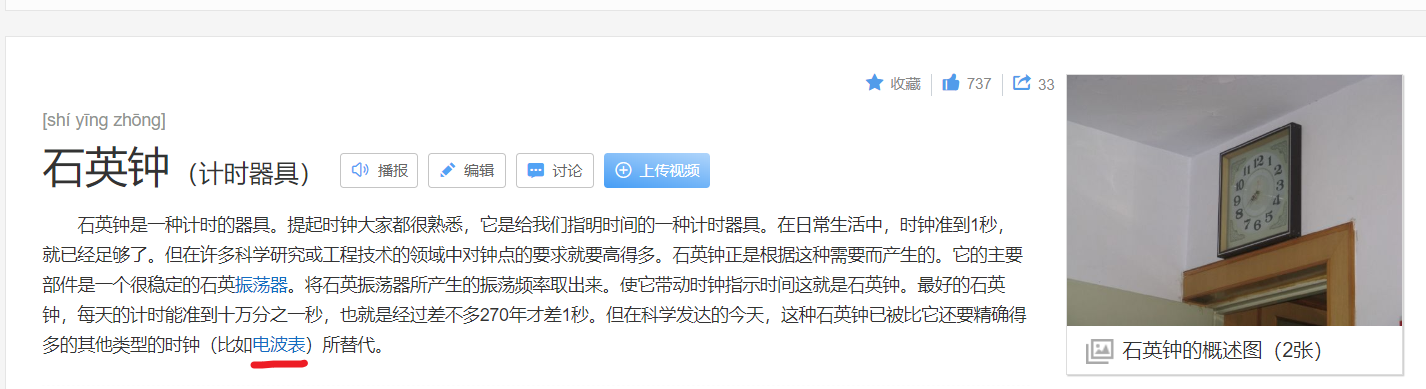 收藏 737 33
[shí yīng zhōng]
石英钟（计时器具） 播报 编辑 讨论 上传视频
石英钟是一种计时的器具。提起时钟大家都很熟悉，它是给我们指明时间的一种计时器具。在日常生活中，时钟准到1秒，
就已经足够了。但在许多科学研究或工程技术的领域中对钟点的要求就要高得多。石英钟正是根据这种需要而产生的。它的主要
部件是一个很稳定的石英振荡器。将石英振荡器所产生的振荡频率取出来。使它带动时钟指示时间这就是石英钟。最好的石英
钟，每天的计时能准到十万分之一秒，也就是经过差不多270年才差1秒。但在科学发达的今天，这种石英钟已被比它还要精确得
多的其他类型的时钟（比如电波表）所替代。
12
11 1
10 2
9 3
8 4
7 5
6
石英钟的概述图（2张）